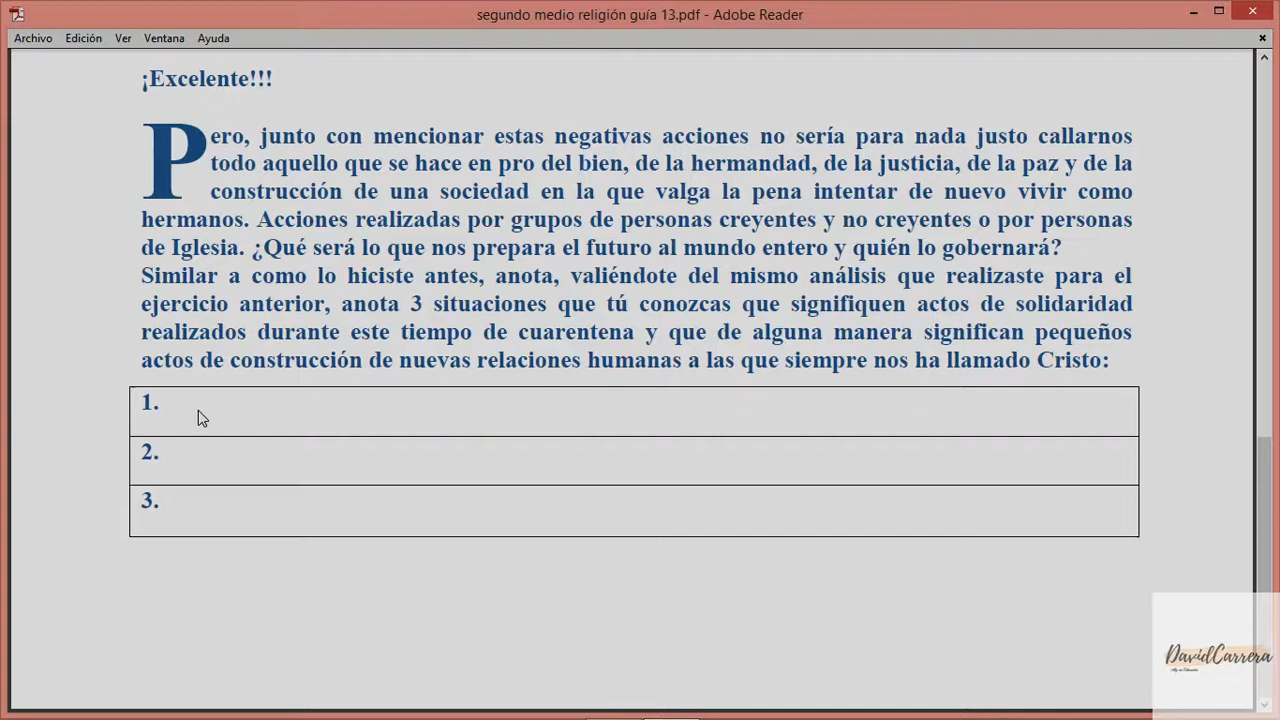 segundo medio religión guía 13.pdf - Adobe Reader
Archivo Edición Ver Ventana Ayuda
¡Excelente!!!
Pero, junto con mencionar estas negativas acciones no sería para nada justo callarnos
todo aquello que se hace en pro del bien, de la hermandad, de la justicia, de la paz y de la
construcción de una sociedad en la que valga la pena intentar de nuevo vivir como
hermanos. Acciones realizadas por grupos de personas creyentes y no creyentes o por personas
de Iglesia. ¿Qué será lo que nos prepara el futuro al mundo entero y quién lo gobernará?
Similar a como lo hiciste antes, anota, valiéndote del mismo análisis que realizaste para el
ejercicio anterior, anota 3 situaciones que tú conozcas que signifiquen actos de solidaridad
realizados durante este tiempo de cuarentena y que de alguna manera significan pequeños
actos de construcción de nuevas relaciones humanas a las que siempre nos ha llamado Cristo:
1.
2.
3.
DavidCarrera